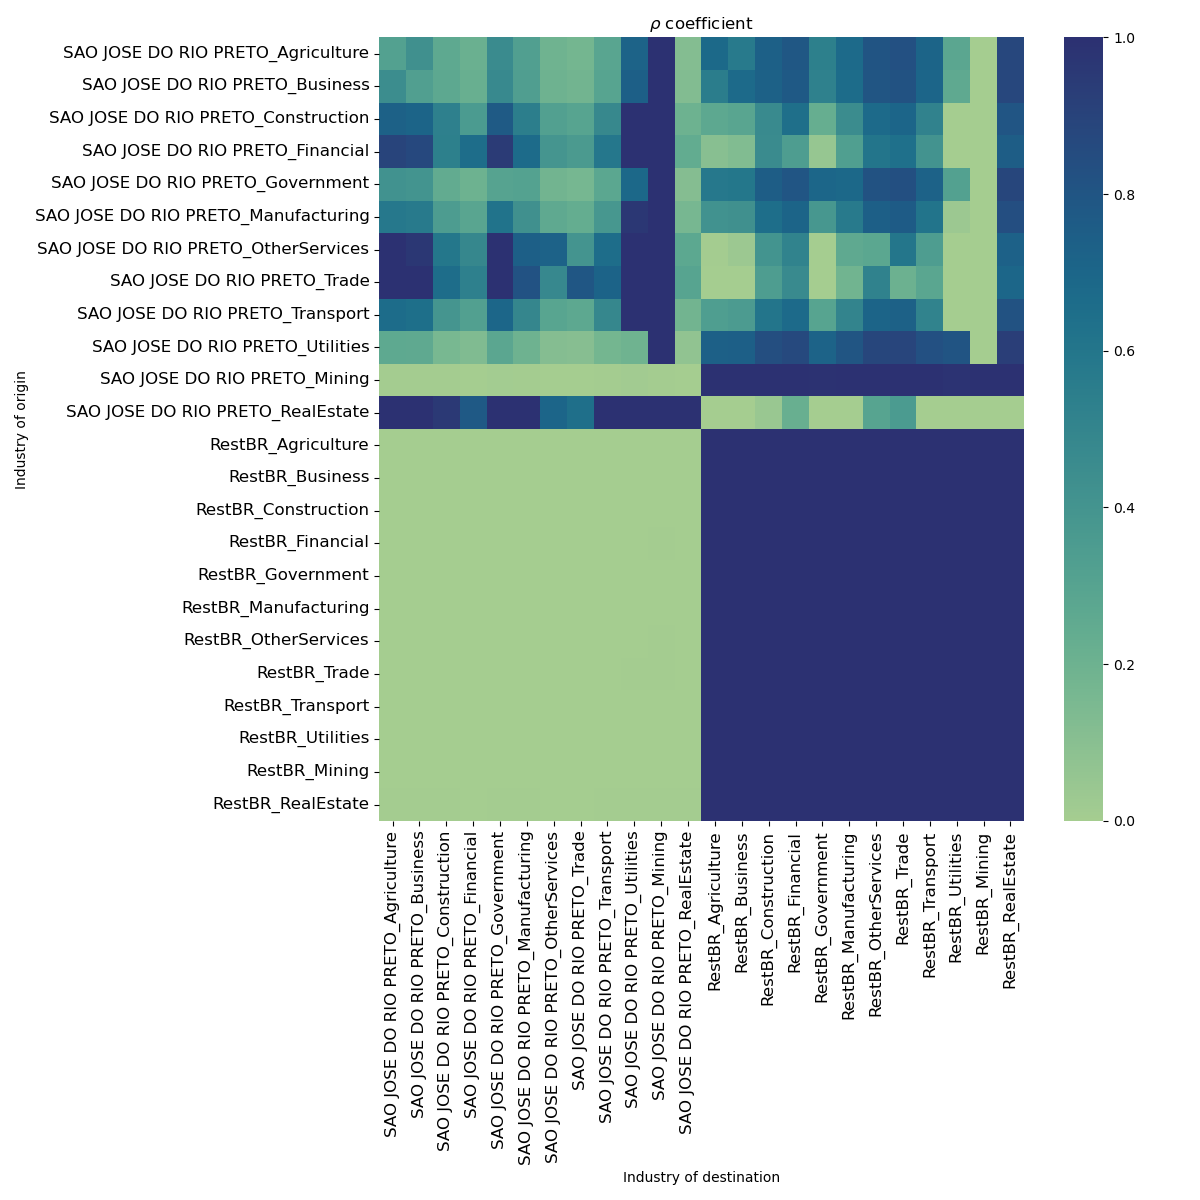 ρ coefficient
SAO JOSE DO RIO PRETO_Agriculture
SAO JOSE DO RIO PRETO_Business
SAO JOSE DO RIO PRETO_Construction
SAO JOSE DO RIO PRETO_Financial
SAO JOSE DO RIO PRETO_Government
SAO JOSE DO RIO PRETO_Manufacturing
SAO JOSE DO RIO PRETO_OtherServices
SAO JOSE DO RIO PRETO_Trade
SAO JOSE DO RIO PRETO_Transport
SAO JOSE DO RIO PRETO_Utilities
SAO JOSE DO RIO PRETO_Mining
SAO JOSE DO RIO PRETO_RealEstate
RestBR_Agriculture
RestBR_Business
RestBR_Construction
RestBR_Financial
RestBR_Government
RestBR_Manufacturing
RestBR_OtherServices
RestBR_Trade
RestBR_Transport
RestBR_Utilities
RestBR_Mining
RestBR_RealEstate
Industry of origin
SAO JOSE DO RIO PRETO_Agriculture
SAO JOSE DO RIO PRETO_Business
SAO JOSE DO RIO PRETO_Construction
SAO JOSE DO RIO PRETO_Financial
SAO JOSE DO RIO PRETO_Government
SAO JOSE DO RIO PRETO_Manufacturing
SAO JOSE DO RIO PRETO_OtherServices
SAO JOSE DO RIO PRETO_Trade
SAO JOSE DO RIO PRETO_Transport
SAO JOSE DO RIO PRETO_Utilities
SAO JOSE DO RIO PRETO_Mining
SAO JOSE DO RIO PRETO_RealEstate
RestBR_Agriculture
RestBR_Business
RestBR_Construction
RestBR_Financial
RestBR_Government
RestBR_Manufacturing
RestBR_OtherServices
RestBR_Trade
RestBR_Transport
RestBR_Utilities
RestBR_Mining
RestBR_RealEstate
Industry of destination
1.0
0.8
0.6
0.4
0.2
0.0